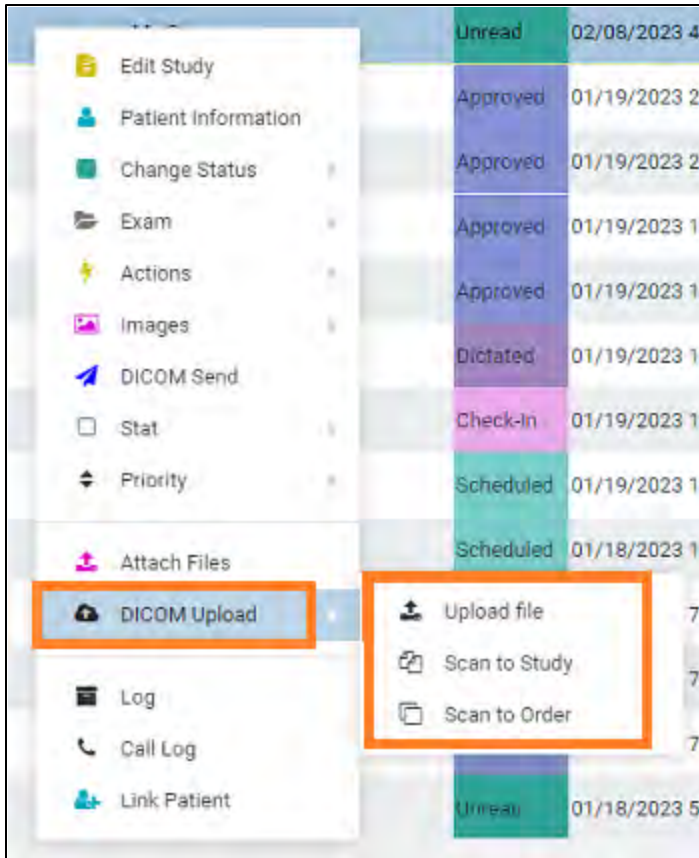 Unread 02/08/2023 4
Edit Study
Approved 01/19/2023 2
Patient Information
Change Status
Approved 01/19/2023 2
Exam
Approved 01/19/2023 1
Actions
Approved 01/19/2023 1
Images
Dictated 01/19/2023 1
DICOM Send
Stat
Check-In 01/19/2023 1
Priority
Scheduled 01/19/2023 1
Attach Files
Scheduled 01/18/2023 1
DICOM Upload
Upload file
7
Scan to Study
7
Log
Scan to Order
7
Call Log
Link Patient
Unread 01/18/2023 5